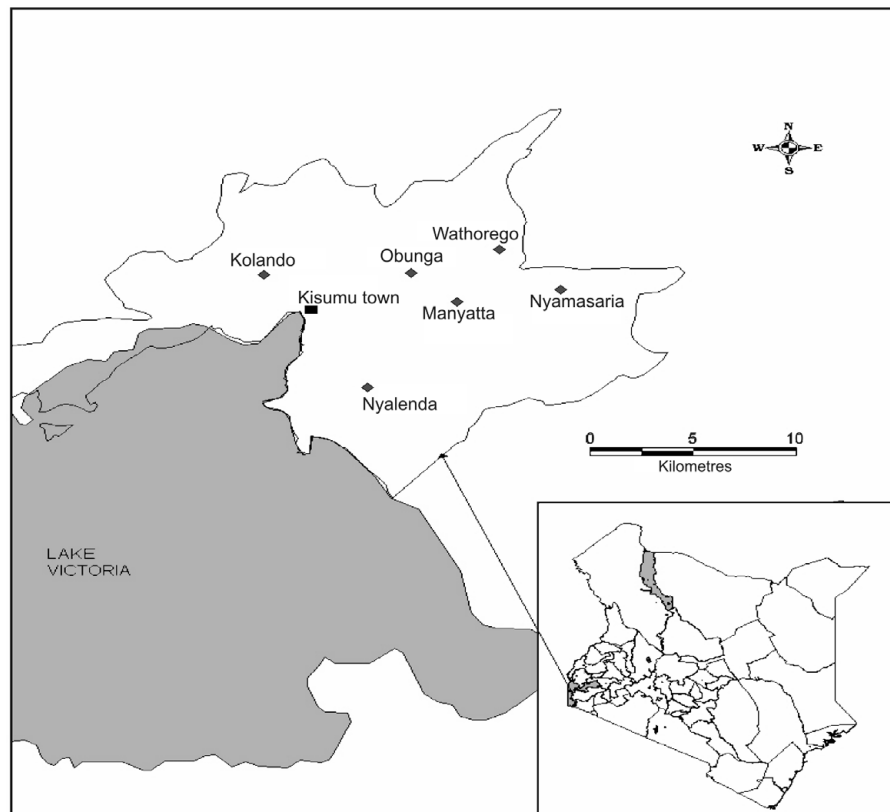 N
W E
S
Wathorego
Kolando
Obunga
Kisumu town
Manyatta
Nyamasaria
Nyalenda
0 5 10
Kilometres
LAKE
VICTORIA